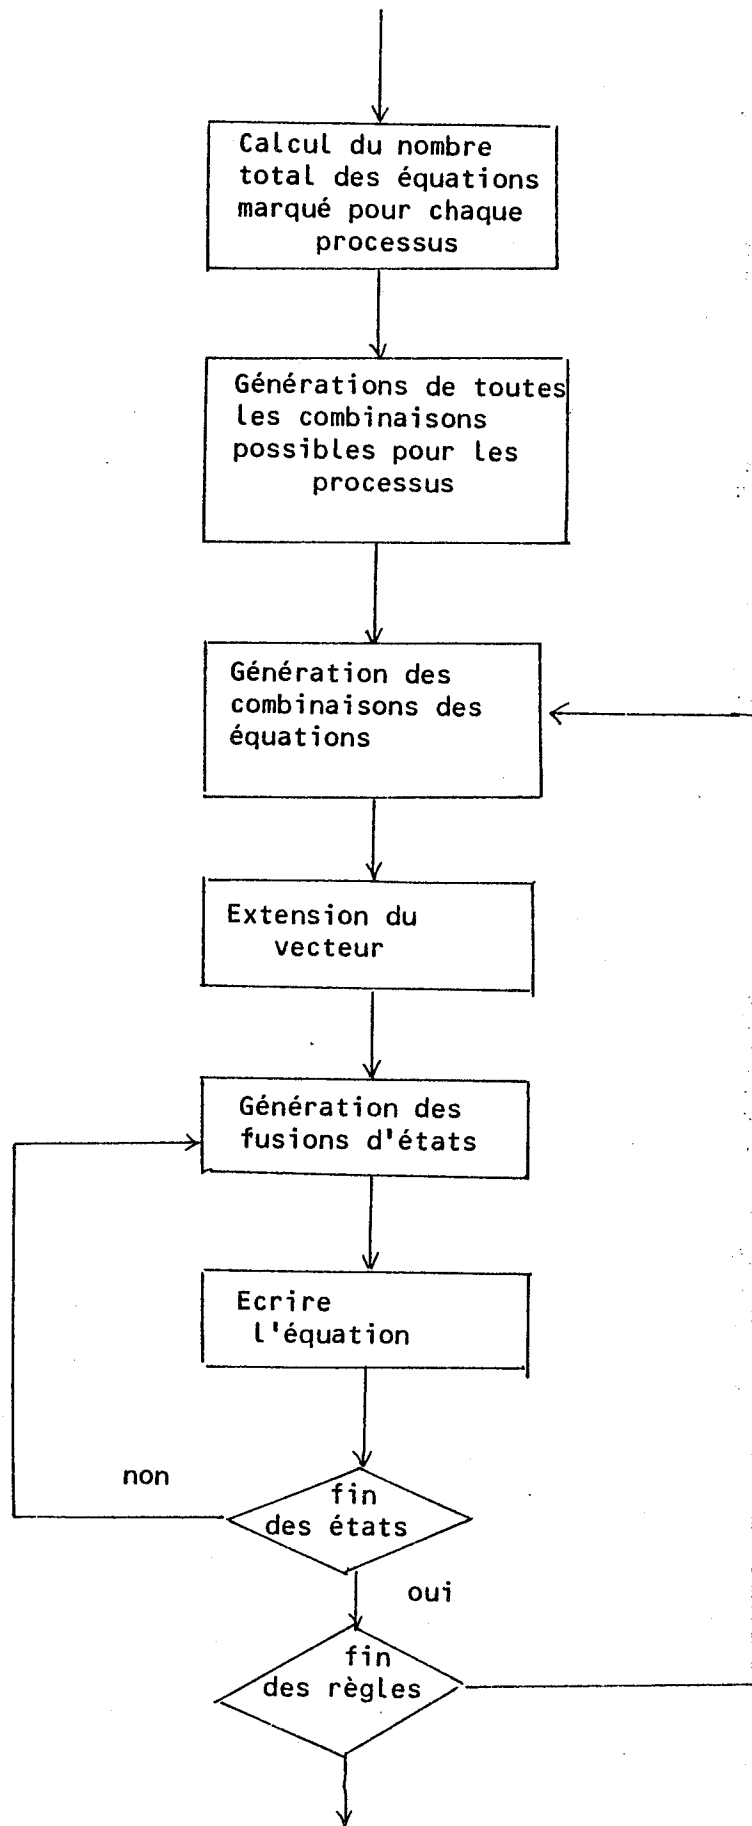 Calcul du nombre
total des équations
marqué pour chaque
processus
Générations de toutes
les combinaisons
possibles pour les
processus
Génération des
combinaisons des
équations
Extension du
vecteur
Génération des
fusions d'états
Ecrire
l'équation
non
fin
des états
oui
fin
des règles